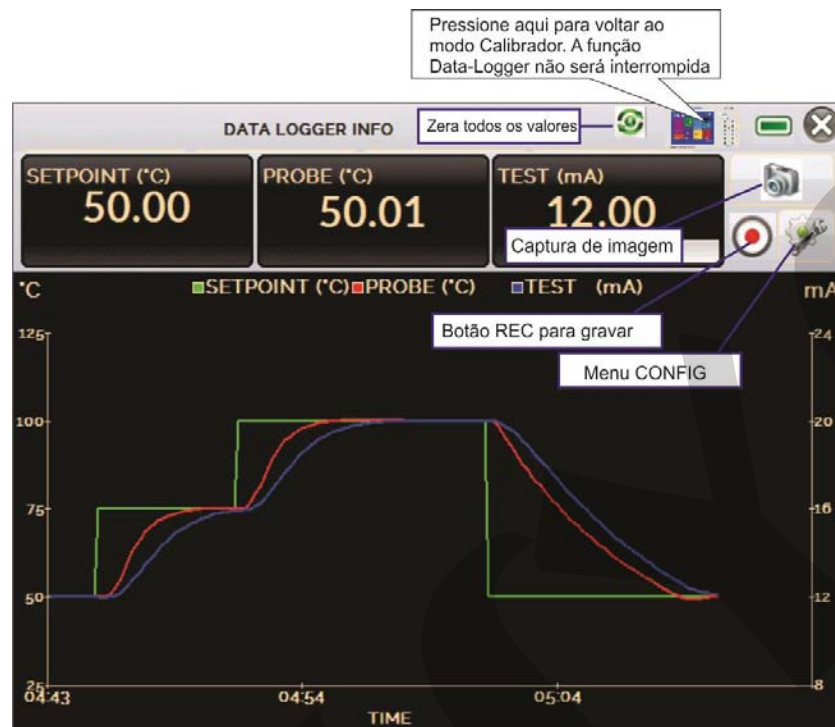 Pressione aqui para voltar ao
modo Calibrador. A função
Data-Logger não será interrompida
DATA LOGGER INFO
Zera todos os valores
SETPOINT (°C)
50.00
PROBE (°C)
50.01
TEST (mA)
12.00
Captura de imagem
°C
SETPOINT (°C)
PROBE (°C)
TEST (mA)
mA
Botão REC para gravar
Menu CONFIG
125
100
75
50
25
24
20
16
12
8
04:43
04:54
05:04
TIME